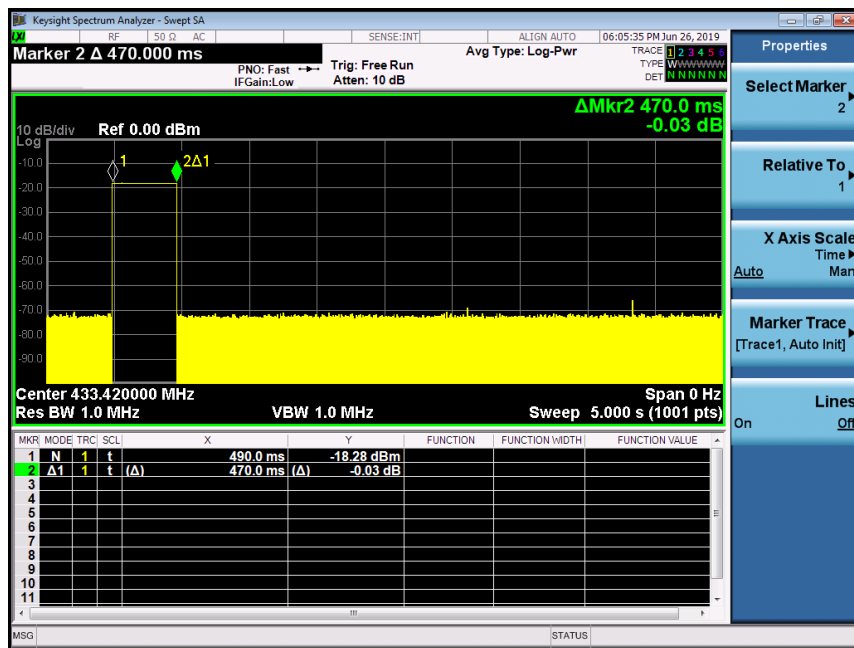 Keysight Spectrum Analyzer - Swept SA
LXI RF 50 Ω AC SENSE:INT ALIGN AUTO 06:05:35 PM Jun 26, 2019
Marker 2 Δ 470.000 ms
PNO: Fast
IFGain:Low
Trig: Free Run
Atten: 10 dB
Avg Type: Log-Pwr
TRACE 1 2 3 4 5 6
TYPE WWWWWW
DET N N N N N N
ΔMkr2 470.0 ms
-0.03 dB
10 dB/div Ref 0.00 dBm
Log
1 2Δ1
-10.0
-20.0
-30.0
-40.0
-50.0
-60.0
-70.0
-80.0
-90.0
Center 433.420000 MHz Span 0 Hz
Res BW 1.0 MHz VBW 1.0 MHz Sweep 5.000 s (1001 pts)
MKR MODE TRC SCL X Y FUNCTION FUNCTION WIDTH FUNCTION VALUE
1 N 1 t 490.0 ms -18.28 dBm
2 Δ1 1 t (Δ) 470.0 ms (Δ) -0.03 dB
3
4
5
6
7
8
9
10
11
MSG STATUS
Properties
Select Marker
2
Relative To
1
X Axis Scale
Time
Auto Man
Marker Trace
[Trace1, Auto Init]
Lines
On Off